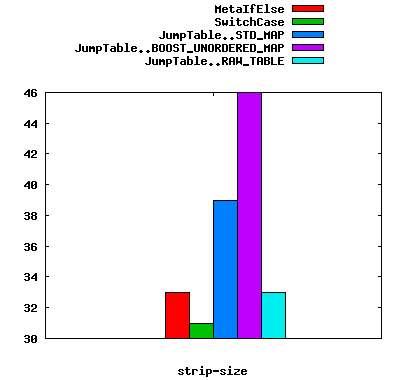 MetaIfElse
SwitchCase
JumpTable..STD_MAP
JumpTable..BOOST_UNORDERED_MAP
JumpTable..RAW_TABLE
46
44
42
40
38
36
34
32
30
strip-size